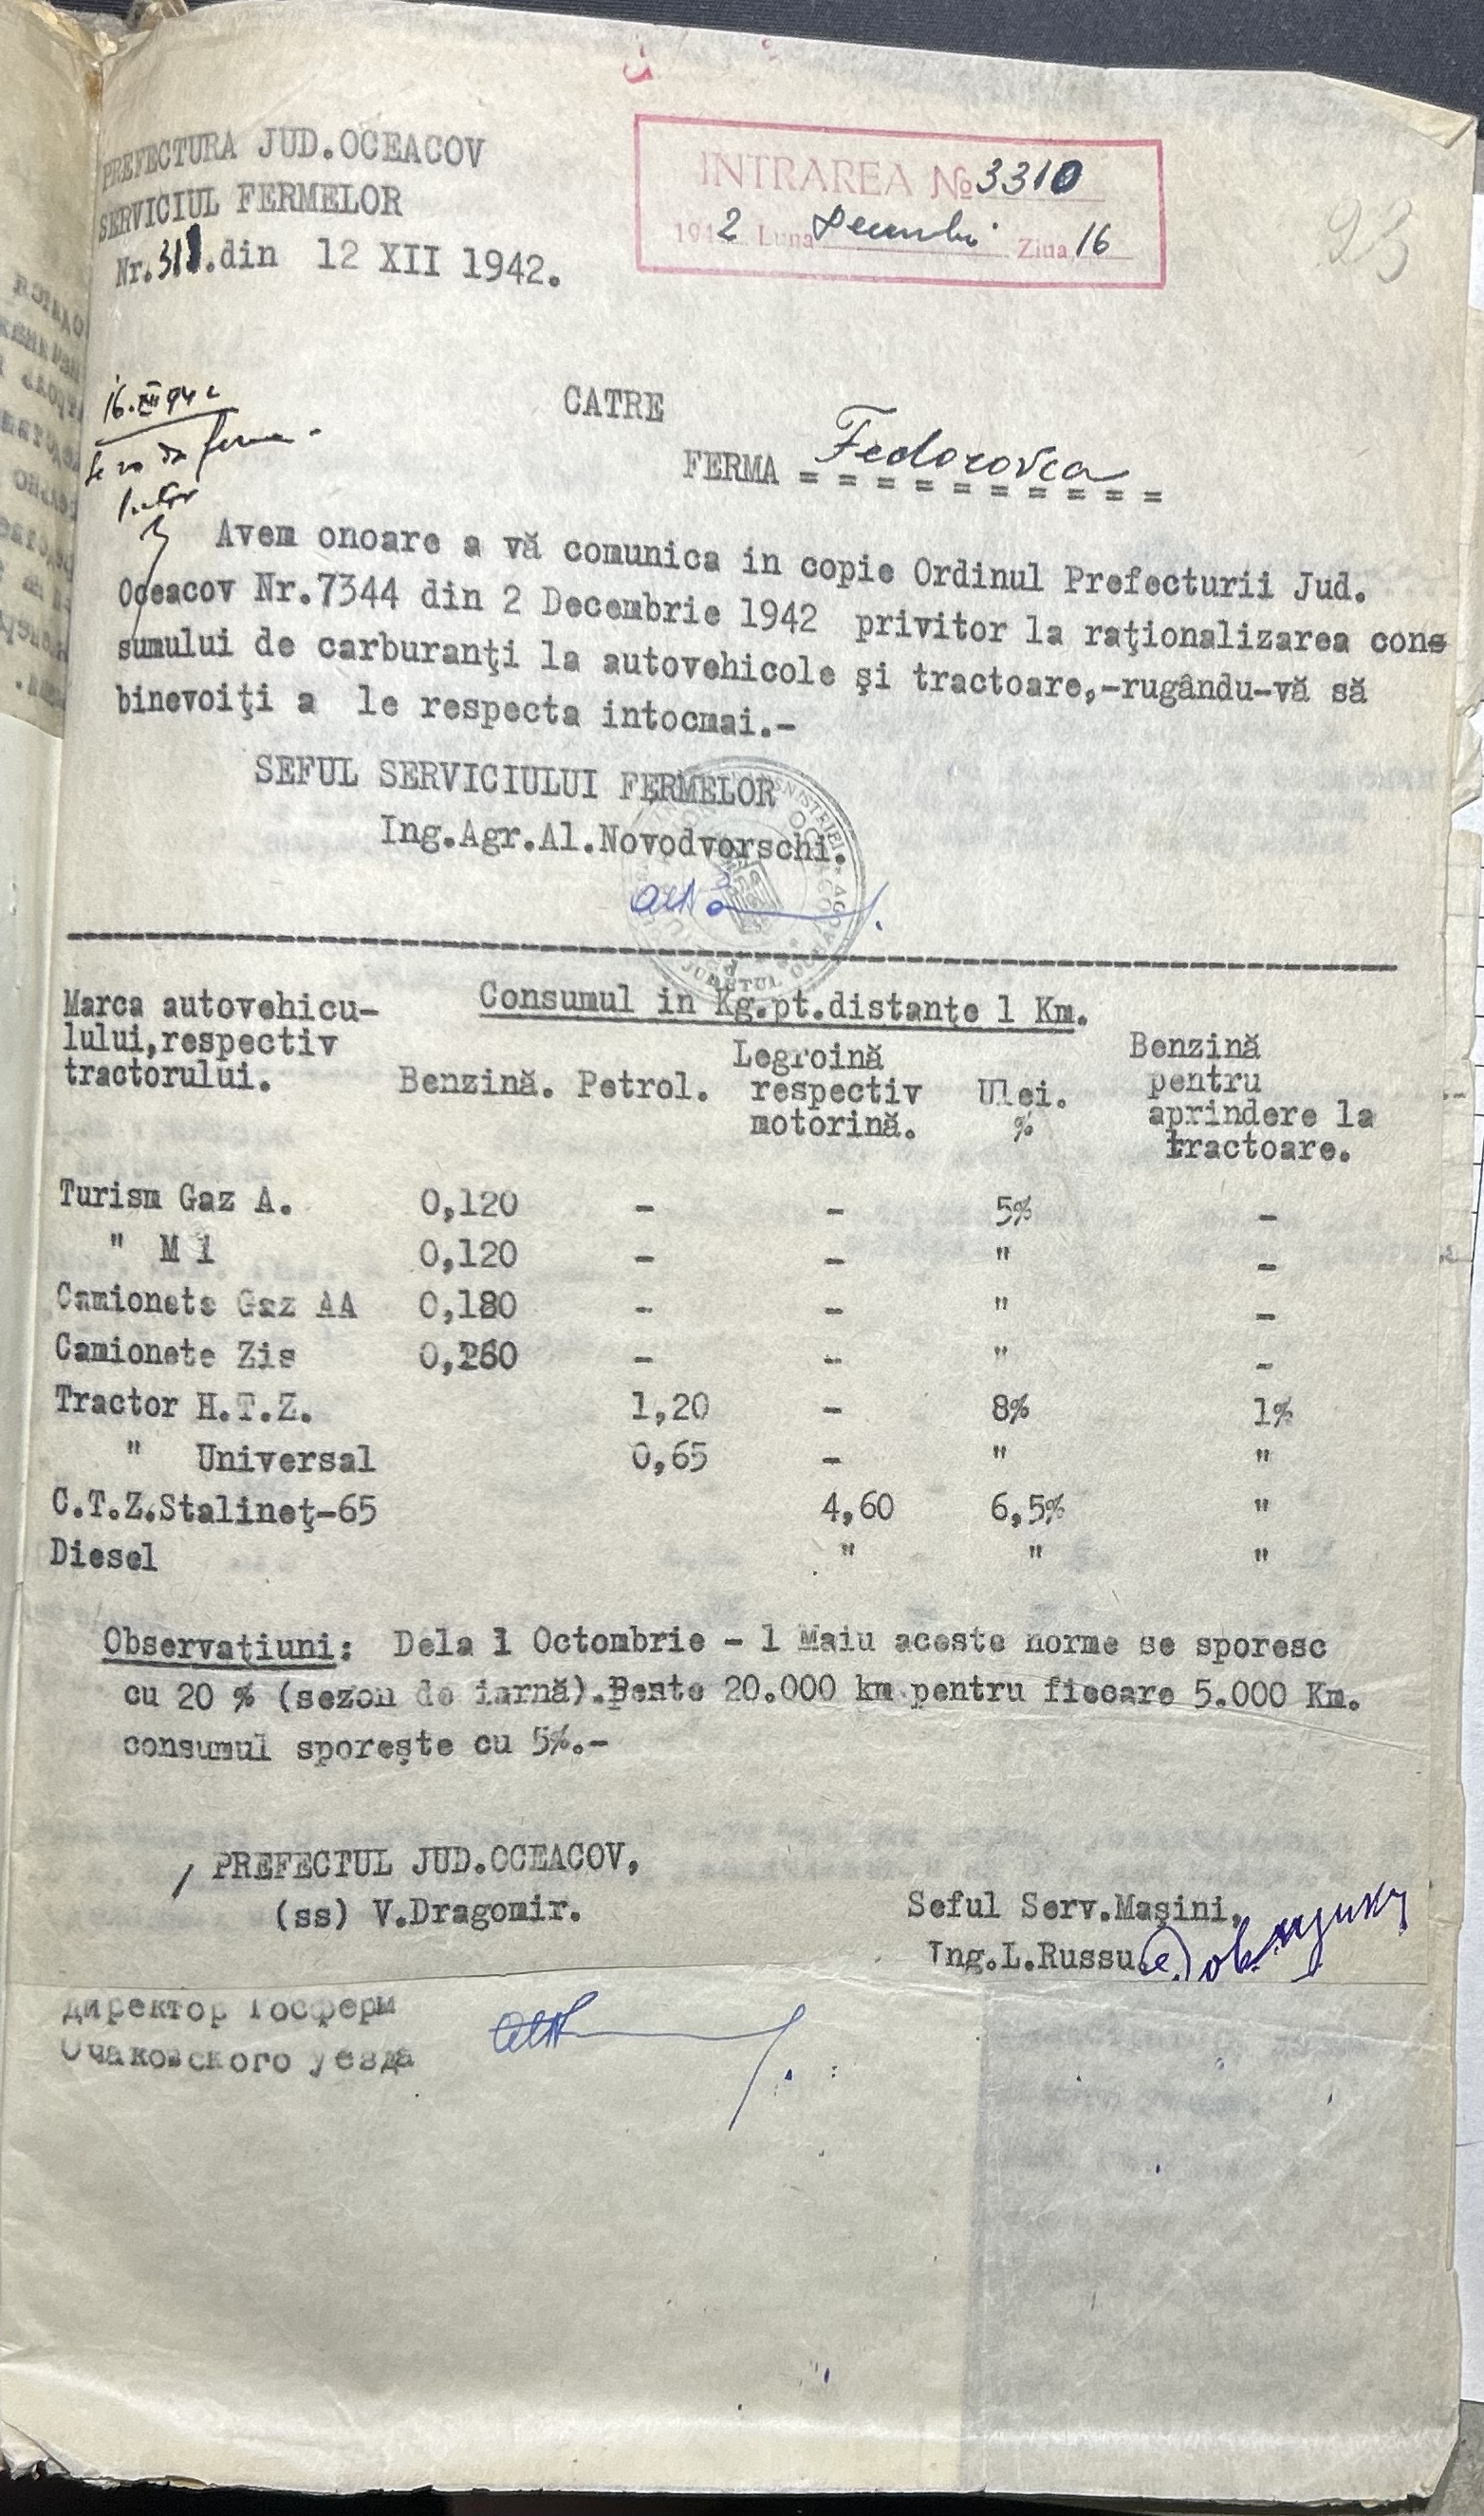 PREFECTURA JUD.OCEACOV
SERVICIUL FERMELOR
Nr.311.din 12 XII 1942.
INTRAREA № 3310
1942 Luna Decembri Ziua 16
23
16.XII 942
ferma
CATRE
FERMA Fedorovca
= = = = = = = = = =
Avem onoare a vă comunica in copie Ordinul Prefecturii Jud.
Oceacov Nr.7344 din 2 Decembrie 1942 privitor la raţionalizarea con=
sumului de carburanţi la autovehicole şi tractoare,-rugându-vă să
binevoiţi a le respecta intocmai.-
SEFUL SERVICIULUI FERMELOR
Ing.Agr.Al.Novodvorschi.
JUDETUL OCEACOV
Consumul in Kg.pt.distanţe 1 Km.
Marca autovehicu-
lului,respectiv
tractorului. Benzină. Petrol. Legroină respectiv motorină. Ulei. % Benzină pentru aprindere la tractoare.
Turism Gaz A. 0,120 - - 5% -
" M 1 0,120 - - " -
Camionete Gaz AA 0,180 - - " -
Camionete Zis 0,260 - - " -
Tractor H.T.Z. 1,20 - 8% 1%
" Universal 0,65 - " "
C.T.Z.Stalineţ-65 4,60 6,5% "
Diesel " " "
Observaţiuni: Dela 1 Octombrie - 1 Maiu aceste norme se sporesc
cu 20 % (sezon de iarnă).Peste 20.000 km pentru fiecare 5.000 Km.
consumul sporeşte cu 5%.-
PREFECTUL JUD.OCEACOV,
(ss) V.Dragomir.
Seful Serv.Maşini,
Ing.L.Russu.
Директор Госферм
Очаковского уезда